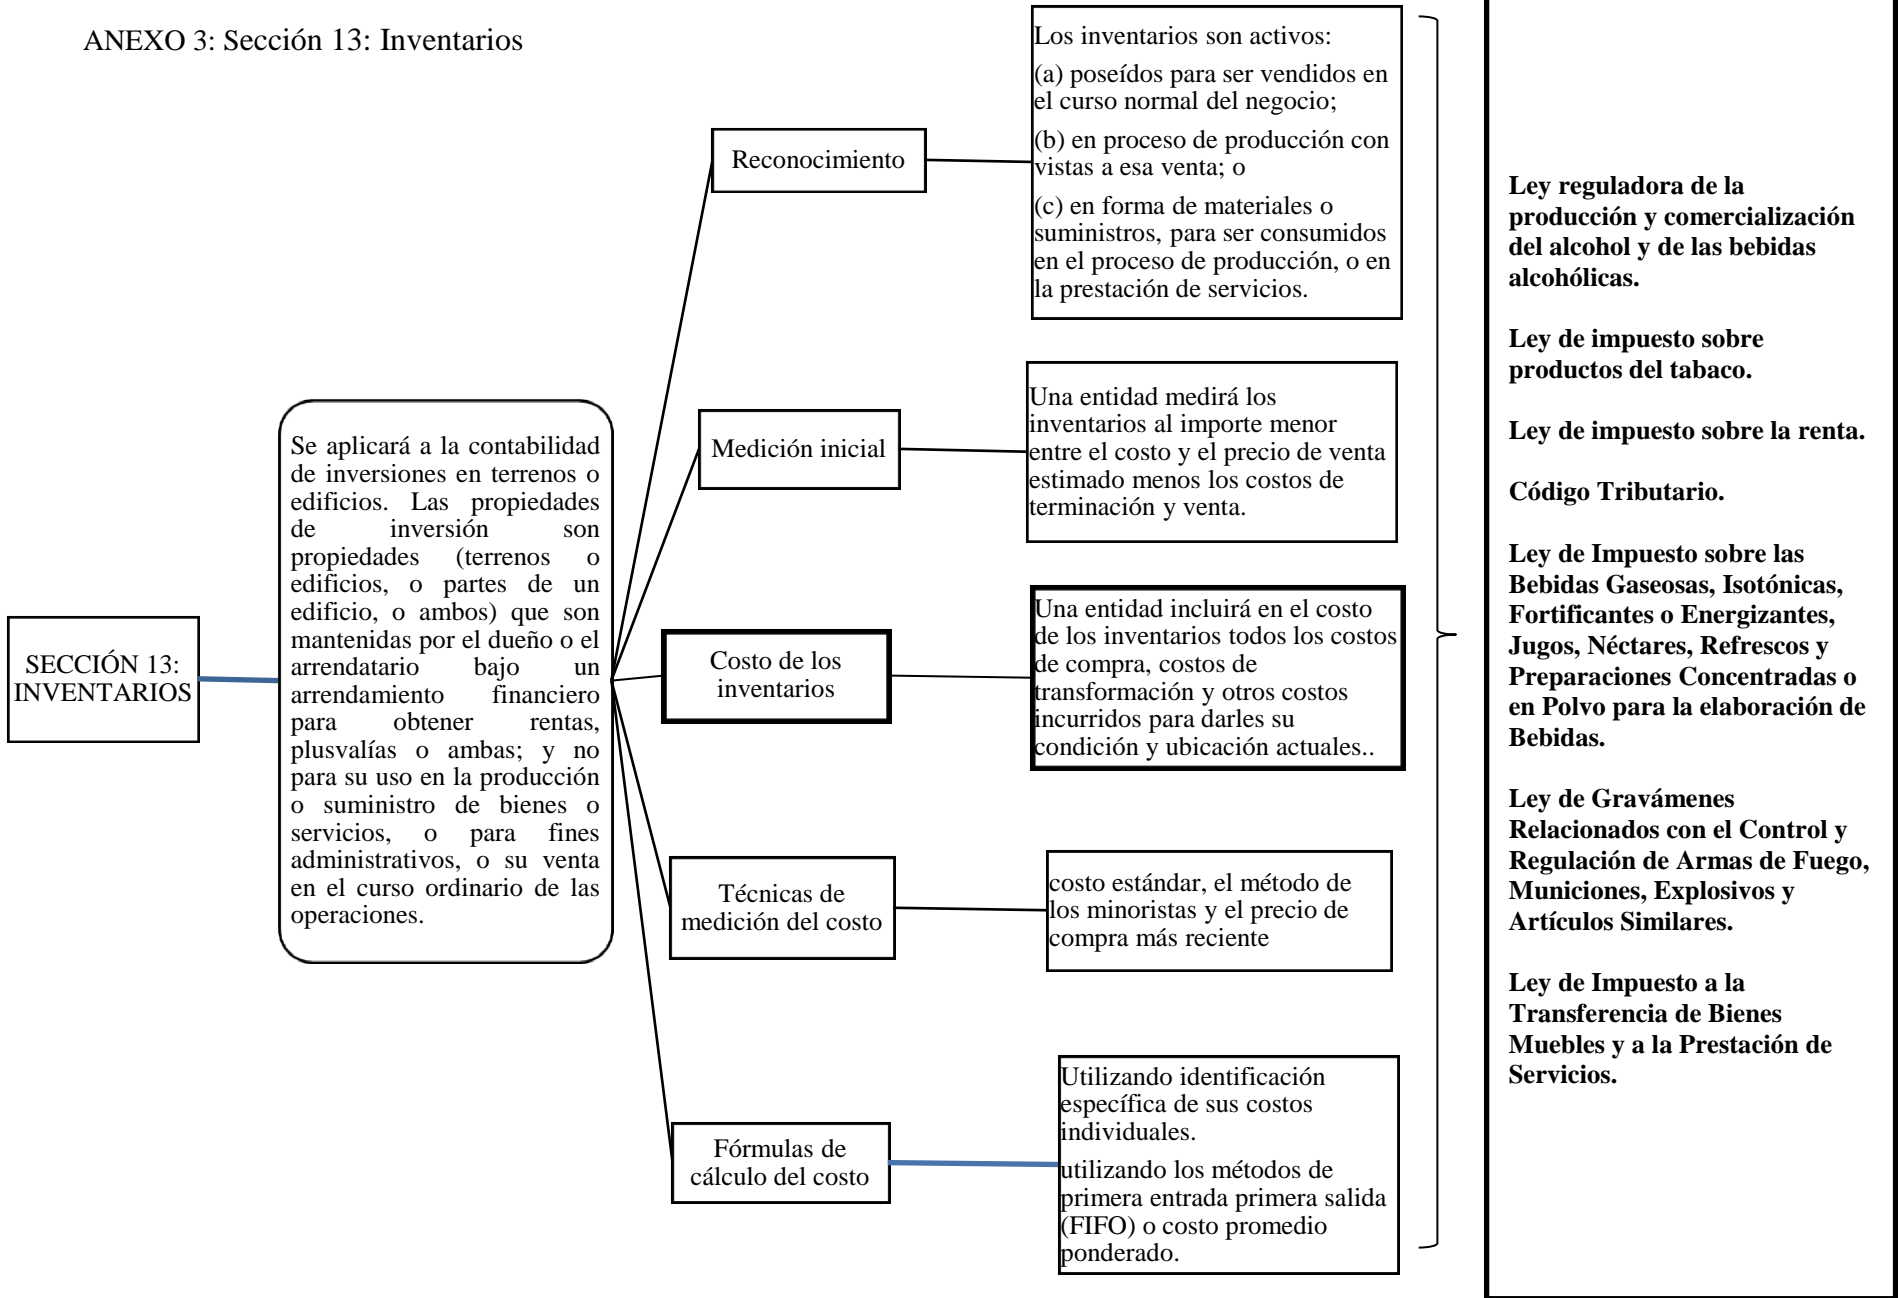 ANEXO 3: Sección 13: Inventarios
SECCIÓN 13:
INVENTARIOS
Se aplicará a la contabilidad
de inversiones en terrenos o
edificios. Las propiedades
de inversión son
propiedades (terrenos o
edificios, o partes de un
edificio, o ambos) que son
mantenidas por el dueño o el
arrendatario bajo un
arrendamiento financiero
para obtener rentas,
plusvalías o ambas; y no
para su uso en la producción
o suministro de bienes o
servicios, o para fines
administrativos, o su venta
en el curso ordinario de las
operaciones.
Reconocimiento
Los inventarios son activos:
(a) poseídos para ser vendidos en
el curso normal del negocio;
(b) en proceso de producción con
vistas a esa venta; o
(c) en forma de materiales o
suministros, para ser consumidos
en el proceso de producción, o en
la prestación de servicios.
Medición inicial
Una entidad medirá los
inventarios al importe menor
entre el costo y el precio de venta
estimado menos los costos de
terminación y venta.
Costo de los
inventarios
Una entidad incluirá en el costo
de los inventarios todos los costos
de compra, costos de
transformación y otros costos
incurridos para darles su
condición y ubicación actuales..
Técnicas de
medición del costo
costo estándar, el método de
los minoristas y el precio de
compra más reciente
Fórmulas de
cálculo del costo
Utilizando identificación
específica de sus costos
individuales.
utilizando los métodos de
primera entrada primera salida
(FIFO) o costo promedio
ponderado.
Ley reguladora de la
producción y comercialización
del alcohol y de las bebidas
alcohólicas.
Ley de impuesto sobre
productos del tabaco.
Ley de impuesto sobre la renta.
Código Tributario.
Ley de Impuesto sobre las
Bebidas Gaseosas, Isotónicas,
Fortificantes o Energizantes,
Jugos, Néctares, Refrescos y
Preparaciones Concentradas o
en Polvo para la elaboración de
Bebidas.
Ley de Gravámenes
Relacionados con el Control y
Regulación de Armas de Fuego,
Municiones, Explosivos y
Artículos Similares.
Ley de Impuesto a la
Transferencia de Bienes
Muebles y a la Prestación de
Servicios.